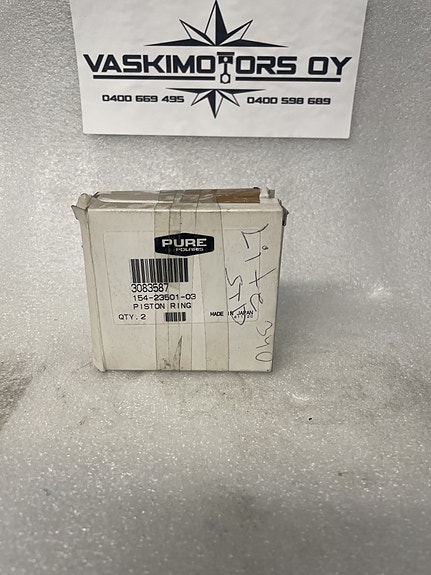 VASKIMOTORS OY
0400 669 495 0400 598 689
PURE
POLARIS
3083587
154-23501-03
PISTON RING
QTY. 2
MADE IN JAPAN
STD
340